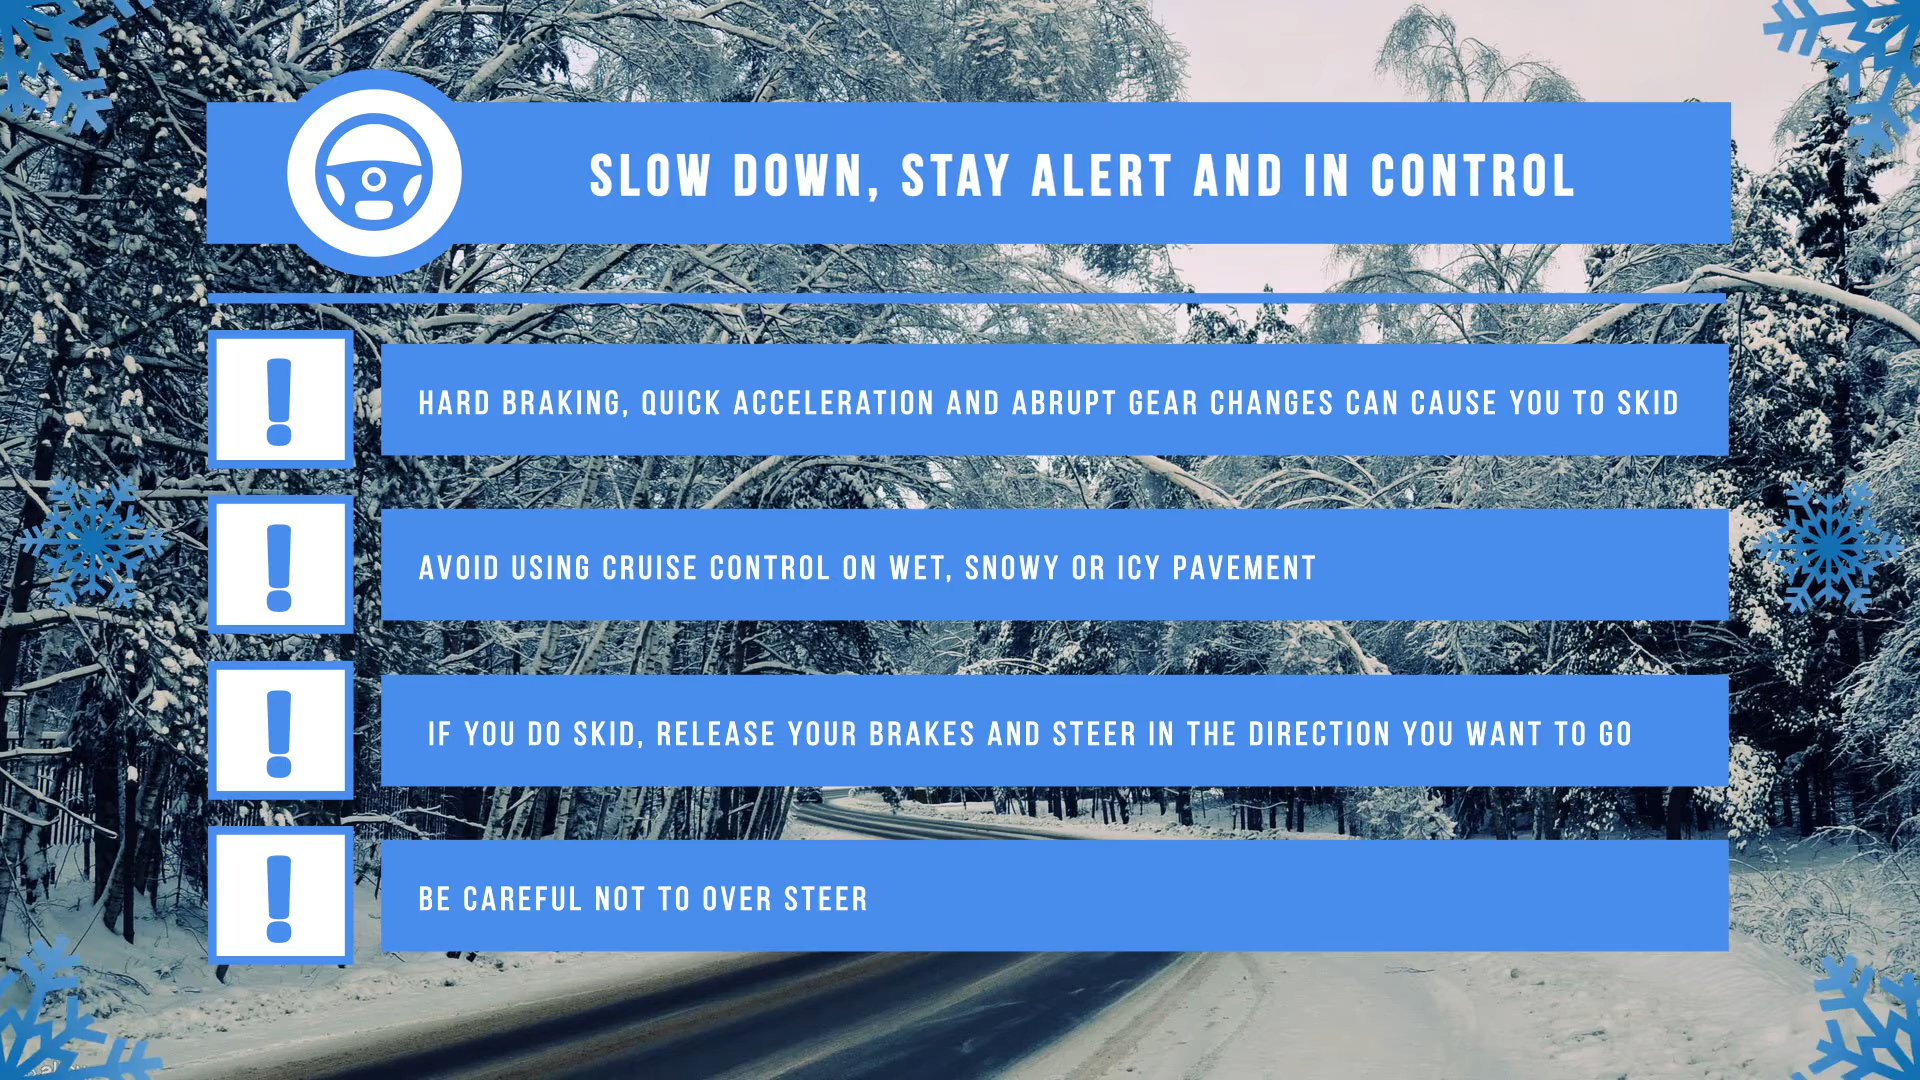 SLOW DOWN, STAY ALERT AND IN CONTROL
HARD BRAKING, QUICK ACCELERATION AND ABRUPT GEAR CHANGES CAN CAUSE YOU TO SKID
AVOID USING CRUISE CONTROL ON WET, SNOWY OR ICY PAVEMENT
IF YOU DO SKID, RELEASE YOUR BRAKES AND STEER IN THE DIRECTION YOU WANT TO GO
BE CAREFUL NOT TO OVER STEER